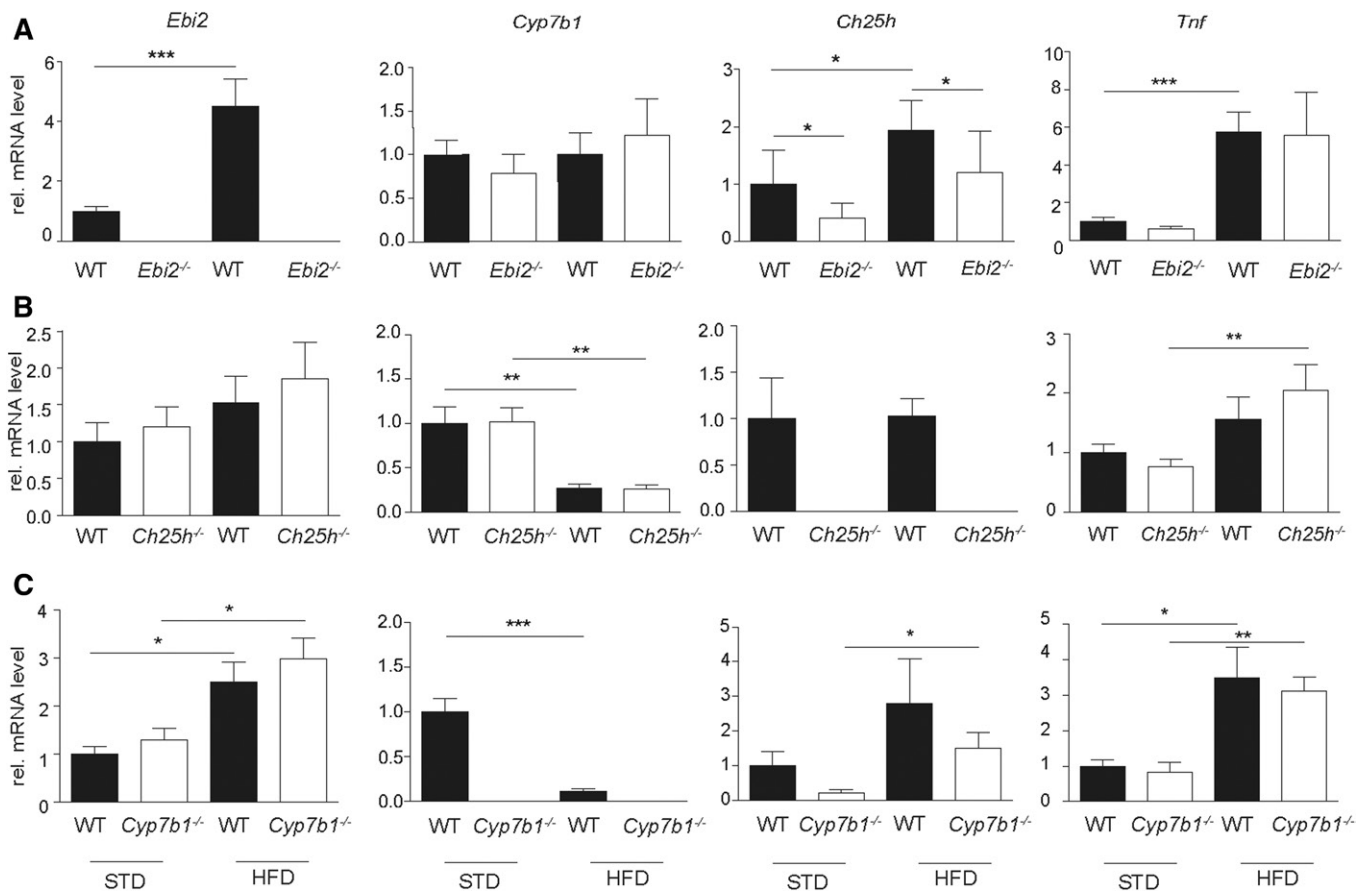 A
Ebi2
Cyp7b1
Ch25h
Tnf
rel. mRNA level
6
4
2
0
***
WT
Ebi2-/-
WT
Ebi2-/-
2.0
1.5
1.0
0.5
0.0
WT
Ebi2-/-
WT
Ebi2-/-
3
2
1
0
*
*
*
WT
Ebi2-/-
WT
Ebi2-/-
10
8
6
4
2
0
***
WT
Ebi2-/-
WT
Ebi2-/-
B
rel. mRNA level
2.5
2.0
1.5
1.0
0.5
0.0
WT
Ch25h-/-
WT
Ch25h-/-
2.0
1.5
1.0
0.5
0.0
**
**
WT
Ch25h-/-
WT
Ch25h-/-
2.0
1.5
1.0
0.5
0.0
WT
Ch25h-/-
WT
Ch25h-/-
3
2
1
0
**
WT
Ch25h-/-
WT
Ch25h-/-
C
rel. mRNA level
4
3
2
1
0
*
*
WT
Cyp7b1-/-
WT
Cyp7b1-/-
STD
HFD
2.0
1.5
1.0
0.5
0.0
***
WT
Cyp7b1-/-
WT
Cyp7b1-/-
STD
HFD
5
4
3
2
1
0
*
WT
Cyp7b1-/-
WT
Cyp7b1-/-
STD
HFD
5
4
3
2
1
0
*
**
WT
Cyp7b1-/-
WT
Cyp7b1-/-
STD
HFD